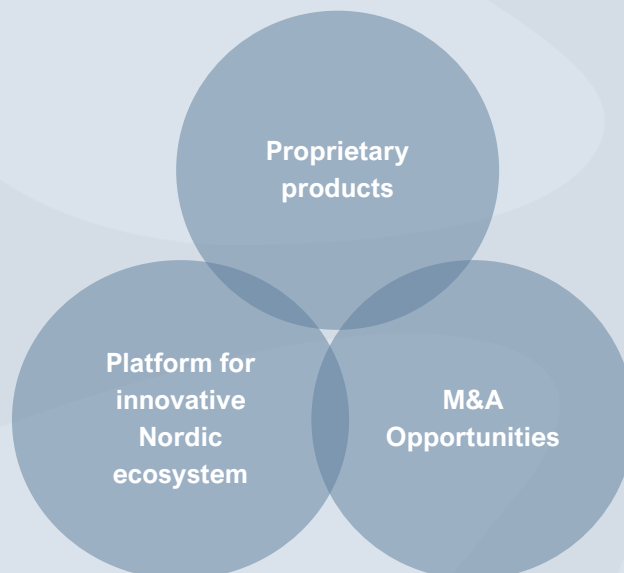 Proprietary
products
Platform for
innovative
Nordic
ecosystem
M&A
Opportunities